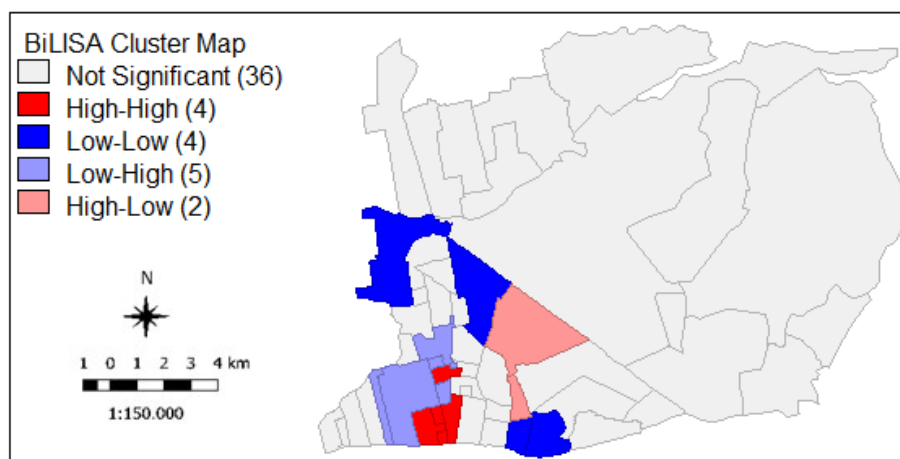 BiLISA Cluster Map
Not Significant (36)
High-High (4)
Low-Low (4)
Low-High (5)
High-Low (2)
N
1 0 1 2 3 4 km
1:150.000